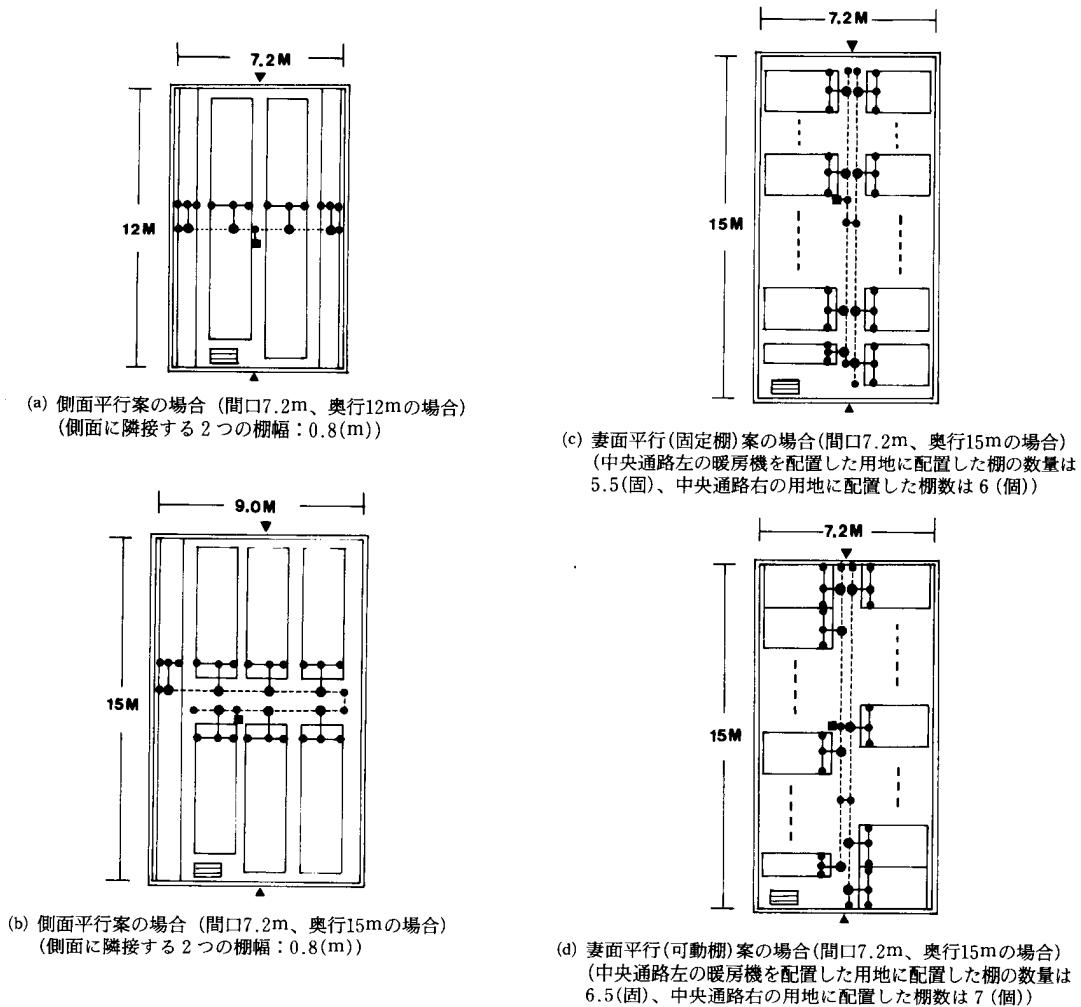 7.2M
12M
(a) 側面平行案の場合（間口7.2m、奥行12mの場合）
（側面に隣接する２つの棚幅：0.8(m)）
9.0M
15M
(b) 側面平行案の場合（間口7.2m、奥行15mの場合）
（側面に隣接する２つの棚幅：0.8(m)）
7.2M
15M
(c) 妻面平行(固定棚)案の場合(間口7.2m、奥行15mの場合)
（中央通路左の暖房機を配置した用地に配置した棚の数量は
5.5(固)、中央通路右の用地に配置した棚数は６(個)）
7.2M
15M
(d) 妻面平行(可動棚)案の場合(間口7.2m、奥行15mの場合)
（中央通路左の暖房機を配置した用地に配置した棚の数量は
6.5(固)、中央通路右の用地に配置した棚数は７(個)）